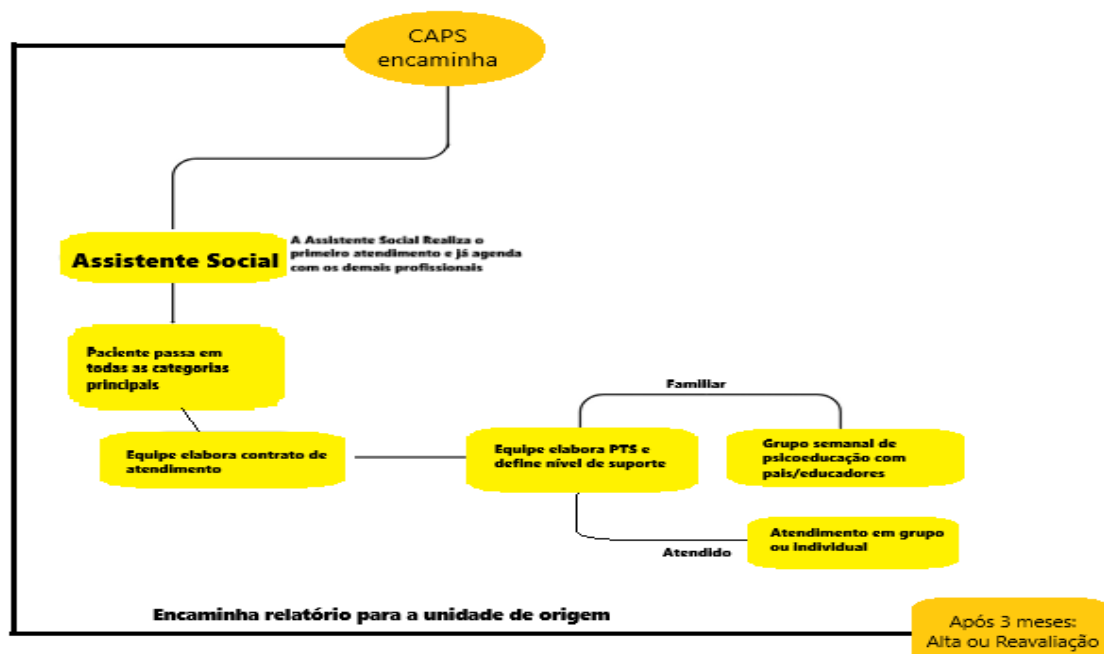 CAPS
encaminha
Assistente Social
A Assistente Social Realiza o
primeiro atendimento e já agenda
com os demais profissionais
Paciente passa em
todas as categorias
principais
Equipe elabora contrato de
atendimento
Equipe elabora PTS e
define nível de suporte
Familiar
Grupo semanal de
psicoeducação com
pais/educadores
Atendido
Atendimento em grupo
ou individual
Encaminha relatório para a unidade de origem
Após 3 meses:
Alta ou Reavaliação